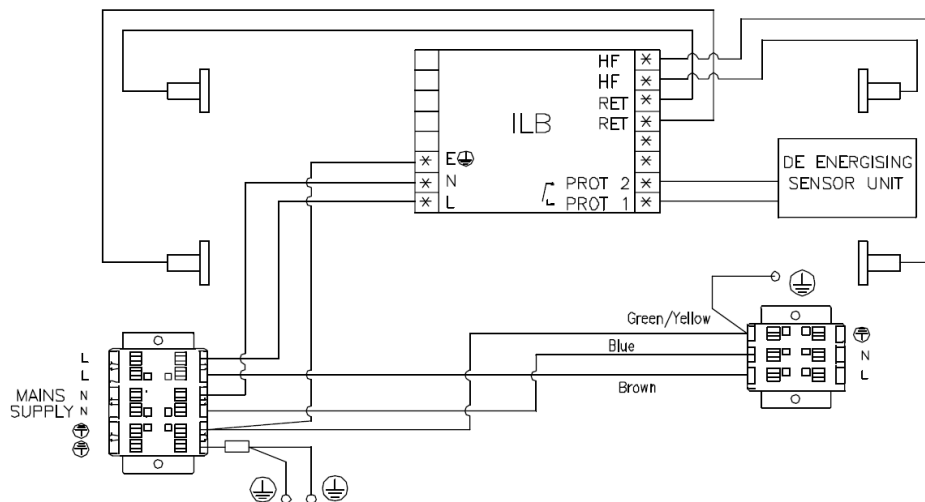 HF
HF
RET
ILB
RET
E
DE ENERGISING
SENSOR UNIT
N
PROT 2
L
PROT 1
Green/Yellow
Blue
L
N
L
L
MAINS
SUPPLY
N
N
Brown